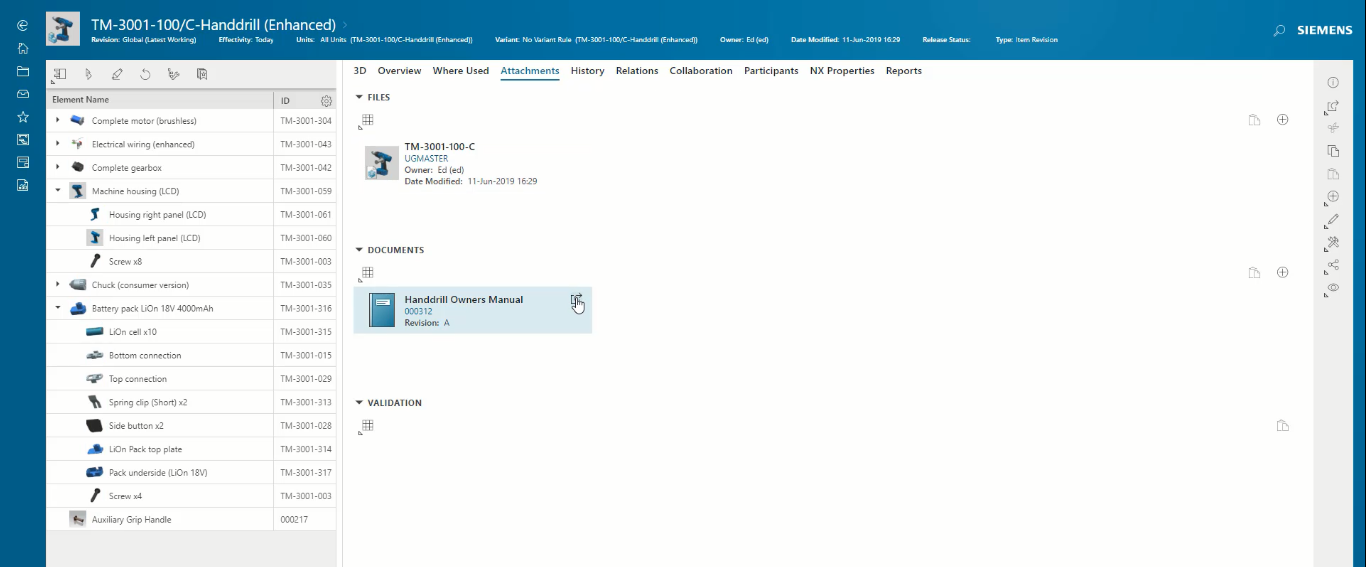 TM-3001-100/C-Handdrill (Enhanced)
Revision: Global (Latest Working) Effectivity: Today Units: All Units (TM-3001-100/C-Handdrill (Enhanced)) Variant: No Variant Rule (TM-3001-100/C-Handdrill (Enhanced)) Owner: Ed (ed) Date Modified: 11-Jun-2019 16:29 Release Status: Type: Item Revision
SIEMENS
3D Overview Where Used Attachments History Relations Collaboration Participants NX Properties Reports
Element Name ID
Complete motor (brushless) TM-3001-304
Electrical wiring (enhanced) TM-3001-043
Complete gearbox TM-3001-042
Machine housing (LCD) TM-3001-059
Housing right panel (LCD) TM-3001-061
Housing left panel (LCD) TM-3001-060
Screw x8 TM-3001-003
Chuck (consumer version) TM-3001-035
Battery pack LiOn 18V 4000mAh TM-3001-316
LiOn cell x10 TM-3001-315
Bottom connection TM-3001-015
Top connection TM-3001-029
Spring clip (Short) x2 TM-3001-313
Side button x2 TM-3001-028
LiOn Pack top plate TM-3001-314
Pack underside (LiOn 18V) TM-3001-317
Screw x4 TM-3001-003
Auxiliary Grip Handle 000217
FILES
TM-3001-100-C
UGMASTER
Owner: Ed (ed)
Date Modified: 11-Jun-2019 16:29
DOCUMENTS
Handdrill Owners Manual
000312
Revision: A
VALIDATION